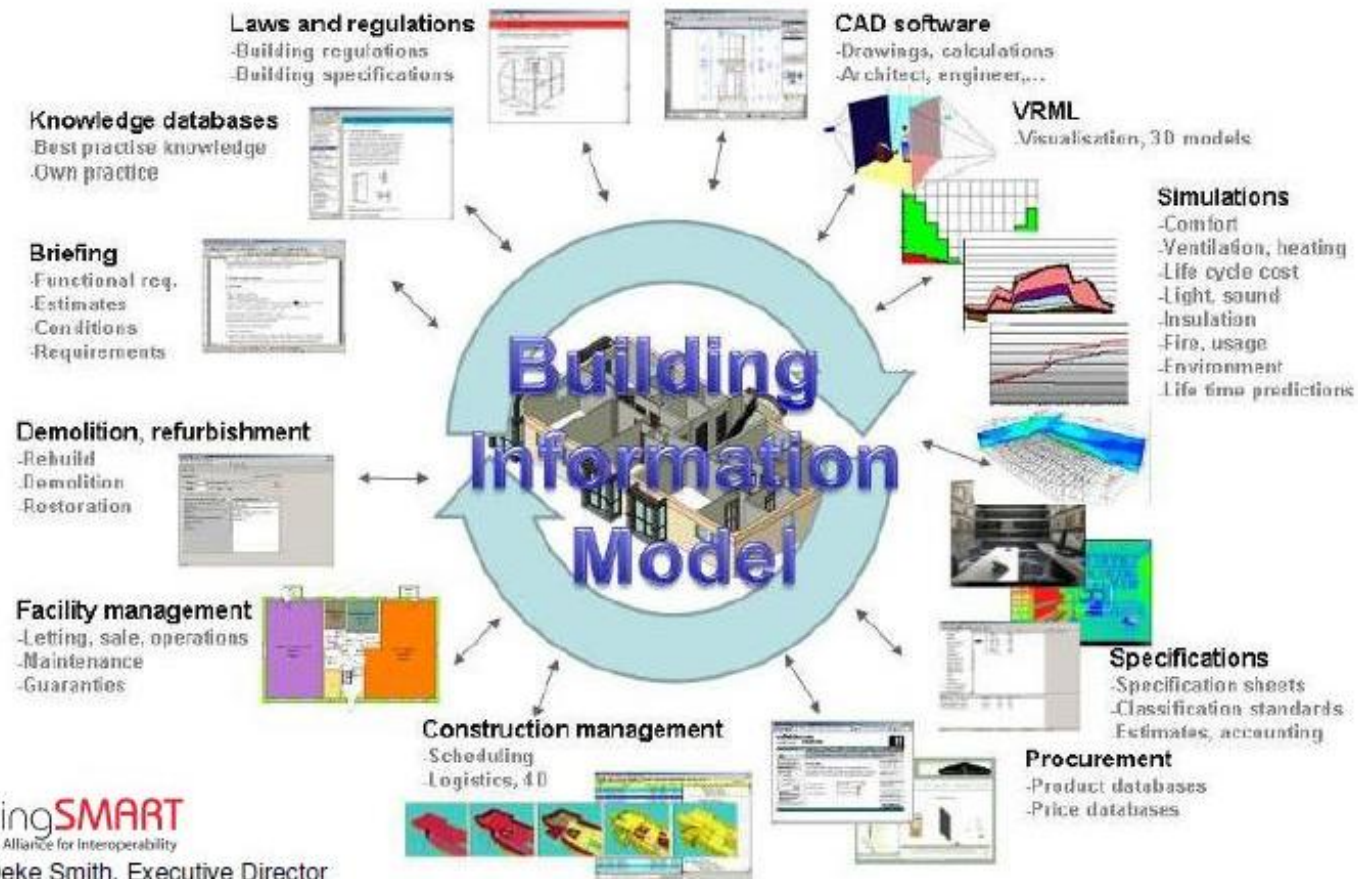 Laws and regulations
-Building regulations
-Building specifications
CAD software
-Drawings, calculations
-Architect, engineer,...
VRML
-Visualisation, 3D models
Knowledge databases
-Best practise knowledge
-Own practice
Simulations
-Comfort
-Ventilation, heating
-Life cycle cost
-Light, sound
-Insulation
-Fire, usage
-Environment
-Life time predictions
Briefing
-Functional req.
-Estimates
-Conditions
-Requirements
Building
Information
Model
Demolition, refurbishment
-Rebuild
-Demolition
-Restoration
Facility management
-Letting, sale, operations
-Maintenance
-Guaranties
Specifications
-Specification sheets
-Classification standards
-Estimates, accounting
Construction management
-Scheduling
-Logistics, 4D
Procurement
-Product databases
-Price databases
ingSMART
Alliance for Interoperability
eke Smith, Executive Director